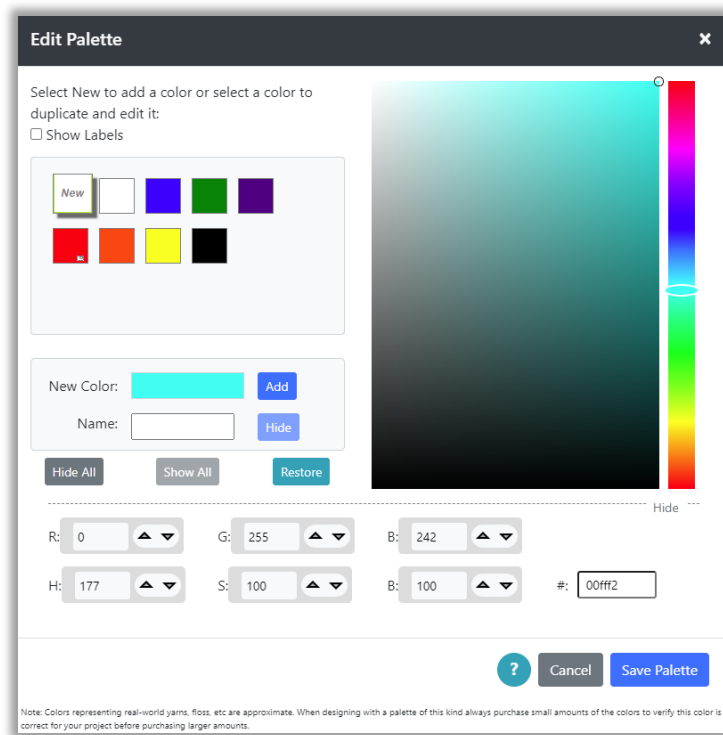 Edit Palette
×
Select New to add a color or select a color to
duplicate and edit it:
Show Labels
New
New Color:
Add
Name:
Hide
Hide All
Show All
Restore
Hide
R: 0
G: 255
B: 242
H: 177
S: 100
B: 100
#: 00fff2
?
Cancel
Save Palette
Note: Colors representing real-world yarns, floss, etc are approximate. When designing with a palette of this kind always purchase small amounts of the colors to verify this color is
correct for your project before purchasing larger amounts.